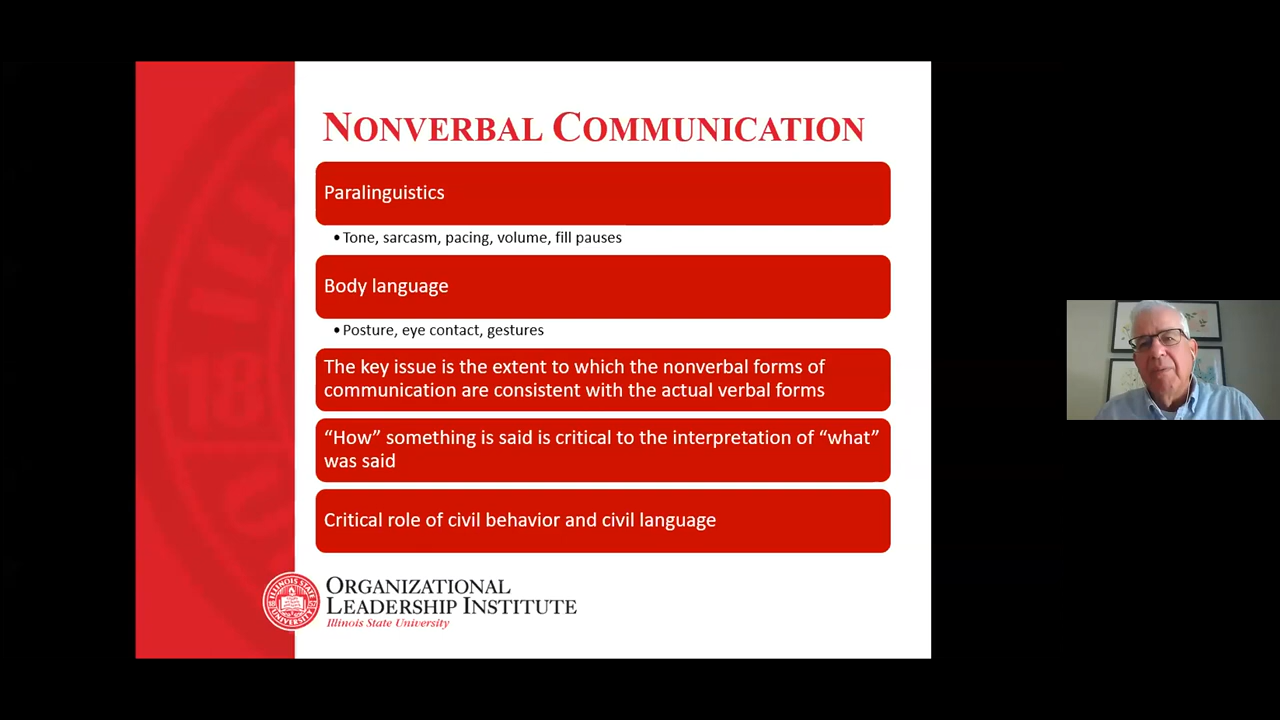 NONVERBAL COMMUNICATION
Paralinguistics
• Tone, sarcasm, pacing, volume, fill pauses
Body language
• Posture, eye contact, gestures
The key issue is the extent to which the nonverbal forms of
communication are consistent with the actual verbal forms
“How” something is said is critical to the interpretation of “what”
was said
Critical role of civil behavior and civil language
ILLINOIS STATE UNIVERSITY
ORGANIZATIONAL
LEADERSHIP INSTITUTE
Illinois State University